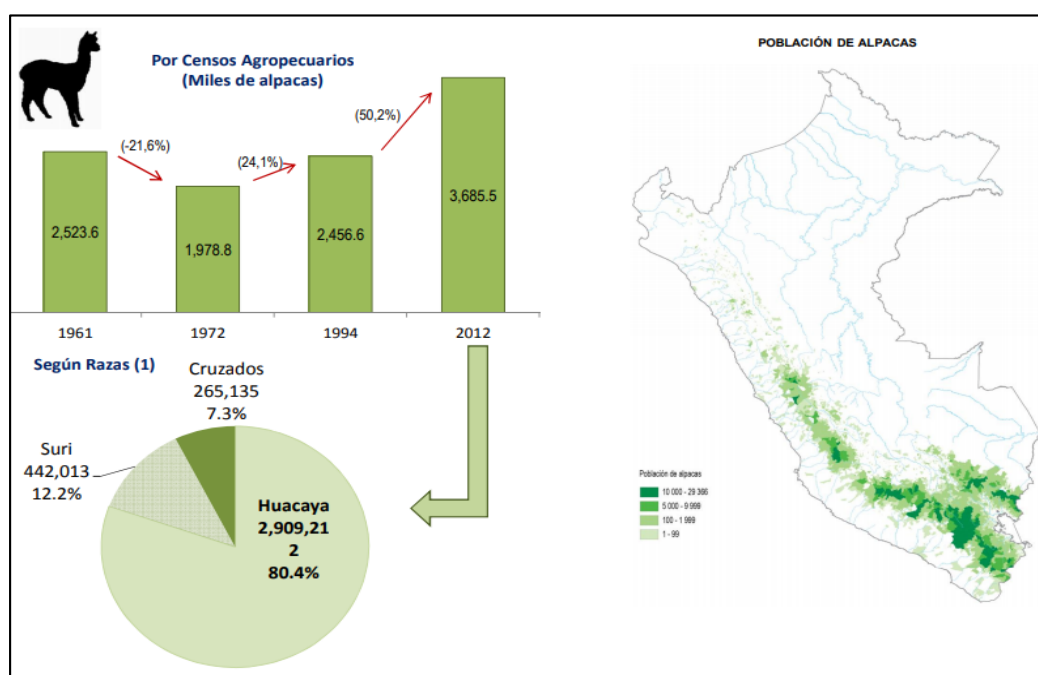 Por Censos Agropecuarios
(Miles de alpacas)
(-21,6%)
(24,1%)
(50,2%)
2,523.6
1,978.8
2,456.6
3,685.5
1961
1972
1994
2012
Según Razas (1)
Cruzados
265,135
7.3%
Suri
442,013
12.2%
Huacaya
2,909,21
2
80.4%
POBLACIÓN DE ALPACAS
Población de alpacas
10 000 - 29 366
5 000 - 9 999
100 - 1 999
1 - 99